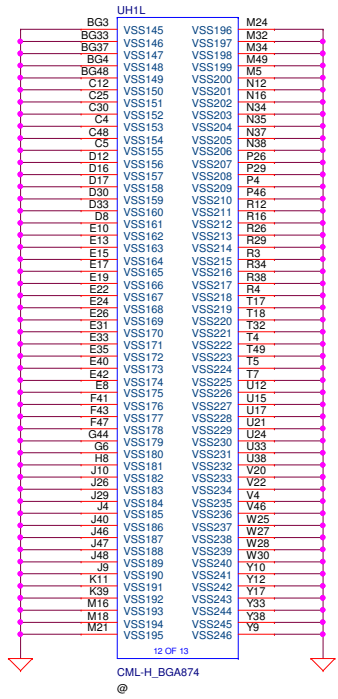 UH1L
BG3 VSS145 VSS196 M24
BG33 VSS146 VSS197 M32
BG37 VSS147 VSS198 M34
BG4 VSS148 VSS199 M49
BG48 VSS149 VSS200 M5
C12 VSS150 VSS201 N12
C25 VSS151 VSS202 N16
C30 VSS152 VSS203 N34
C4 VSS153 VSS204 N35
C48 VSS154 VSS205 N37
C5 VSS155 VSS206 N38
D12 VSS156 VSS207 P26
D16 VSS157 VSS208 P29
D17 VSS158 VSS209 P4
D30 VSS159 VSS210 P46
D33 VSS160 VSS211 R12
D8 VSS161 VSS212 R16
E10 VSS162 VSS213 R26
E13 VSS163 VSS214 R29
E15 VSS164 VSS215 R3
E17 VSS165 VSS216 R34
E19 VSS166 VSS217 R38
E22 VSS167 VSS218 R4
E24 VSS168 VSS219 T17
E26 VSS169 VSS220 T18
E31 VSS170 VSS221 T32
E33 VSS171 VSS222 T4
E35 VSS172 VSS223 T49
E40 VSS173 VSS224 T5
E42 VSS174 VSS225 T7
E8 VSS175 VSS226 U12
F41 VSS176 VSS227 U15
F43 VSS177 VSS228 U17
F47 VSS178 VSS229 U21
G44 VSS179 VSS230 U24
G6 VSS180 VSS231 U33
H8 VSS181 VSS232 U38
J10 VSS182 VSS233 V20
J26 VSS183 VSS234 V22
J29 VSS184 VSS235 V4
J4 VSS185 VSS236 V46
J40 VSS186 VSS237 W25
J46 VSS187 VSS238 W27
J47 VSS188 VSS239 W28
J48 VSS189 VSS240 W30
J9 VSS190 VSS241 Y10
K11 VSS191 VSS242 Y12
K39 VSS192 VSS243 Y17
M16 VSS193 VSS244 Y33
M18 VSS194 VSS245 Y38
M21 VSS195 VSS246 Y9
12 OF 13
CML-H_BGA874
@